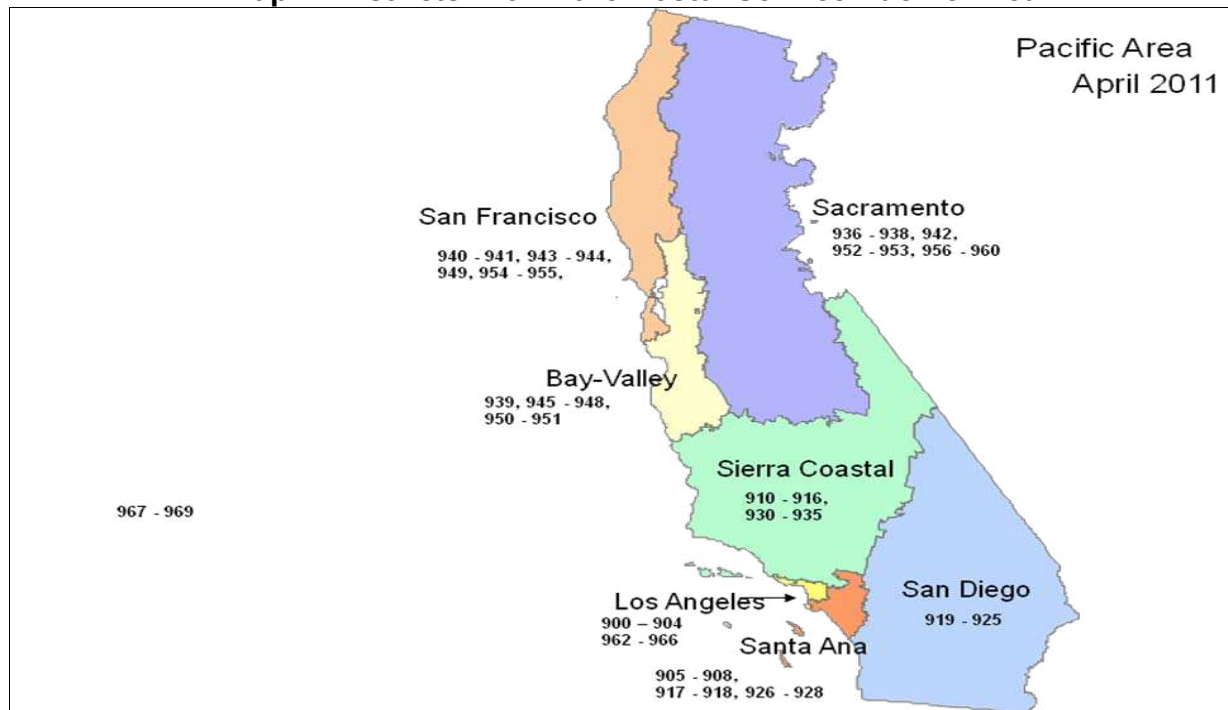 Pacific Area
April 2011
San Francisco
940 - 941, 943 - 944,
949, 954 - 955,
Sacramento
936 - 938, 942,
952 - 953, 956 - 960
Bay-Valley
939, 945 - 948,
950 - 951
Sierra Coastal
910 - 916,
930 - 935
967 - 969
San Diego
919 - 925
Los Angeles
900 – 904
962 - 966
Santa Ana
905 - 908,
917 - 918, 926 - 928